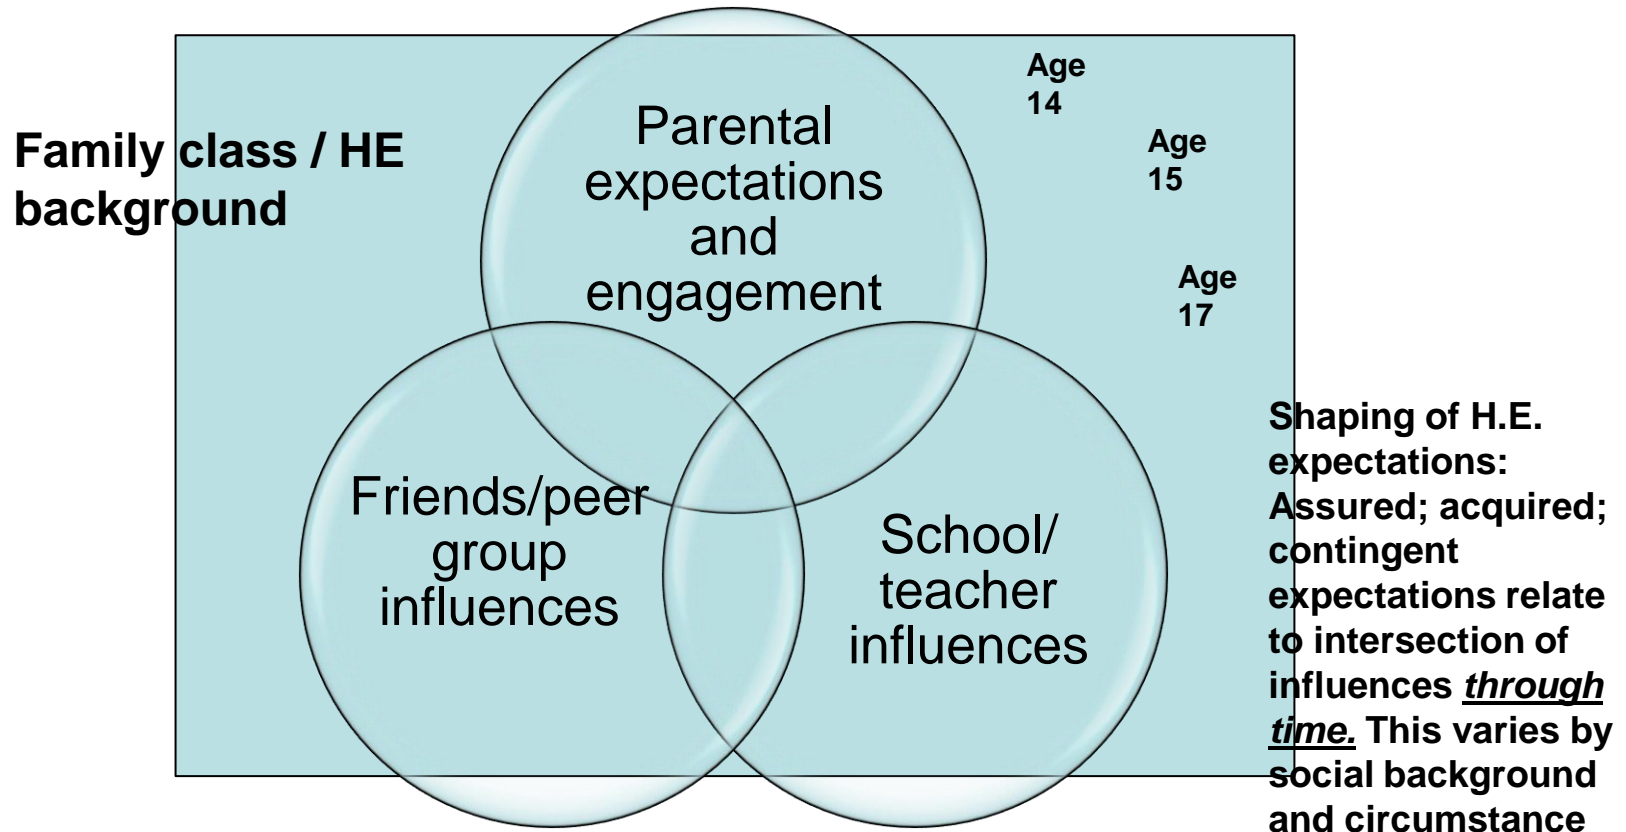 Family class / HE
background
Parental
expectations
and
engagement
Age
14
Age
15
Age
17
Friends/peer
group
influences
School/
teacher
influences
Shaping of H.E.
expectations:
Assured; acquired;
contingent
expectations relate
to intersection of
influences through
time. This varies by
social background
and circumstance